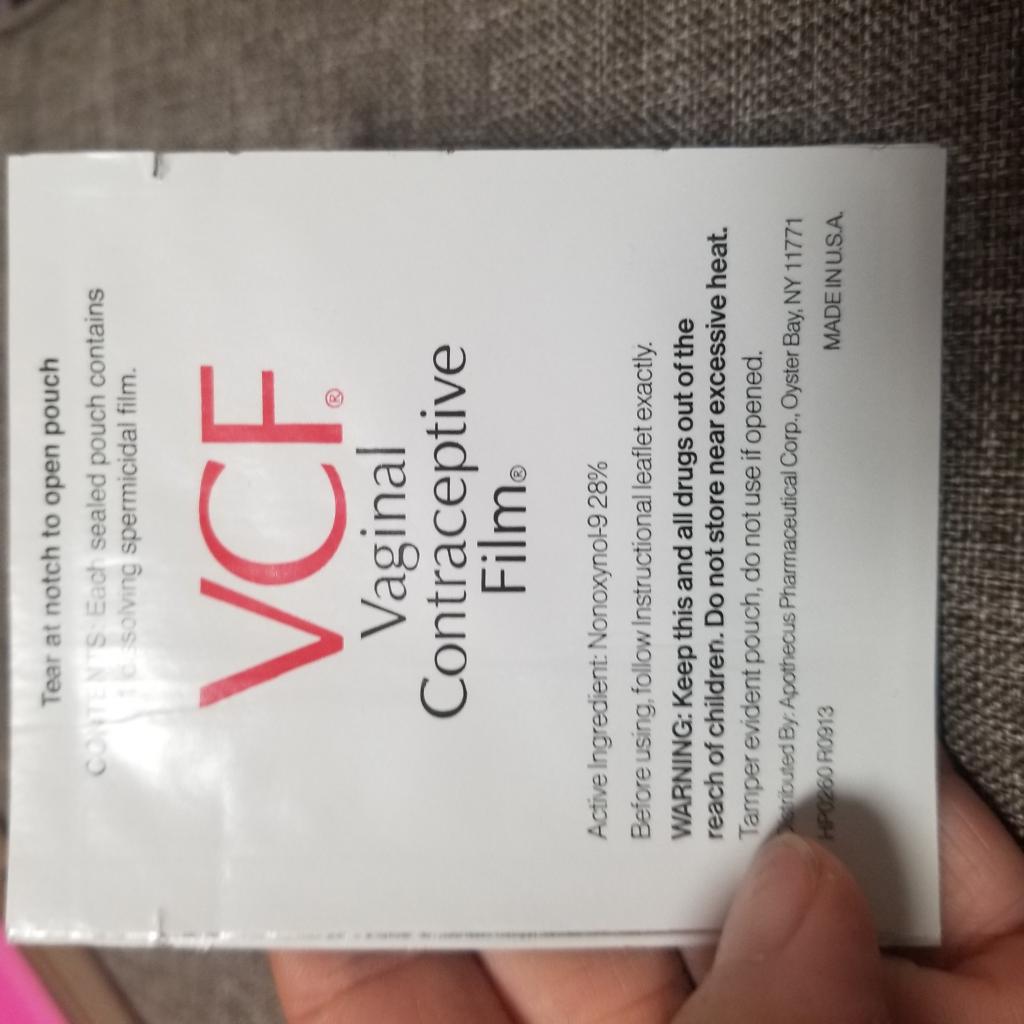 Tear at notch to open pouch
CONTENTS: Each sealed pouch contains
1 dissolving spermicidal film.
VCF®
Vaginal
Contraceptive
Film®
Active Ingredient: Nonoxynol-9 28%
Before using, follow Instructional leaflet exactly.
WARNING: Keep this and all drugs out of the
reach of children. Do not store near excessive heat.
Tamper evident pouch, do not use if opened.
Distributed By: Apothecus Pharmaceutical Corp., Oyster Bay, NY 11771
HP0260 R0913 MADE IN U.S.A.